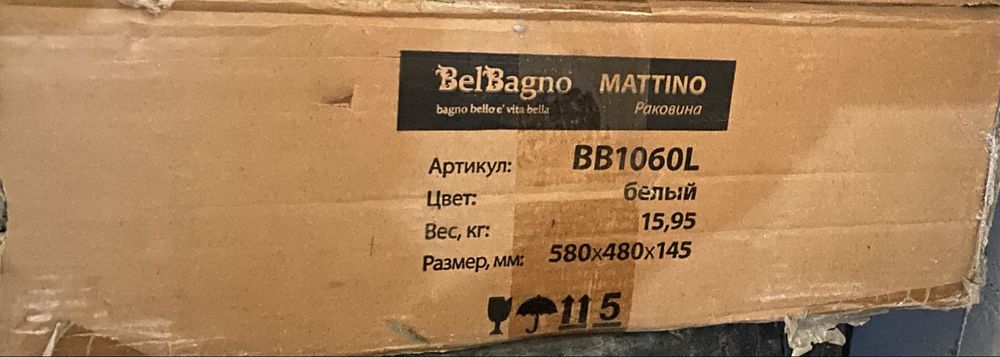 BelBagno MATTINO
bagno bello e' vita bella Раковина
Артикул: BB1060L
Цвет: белый
Вес, кг: 15,95
Размер, мм: 580x480x145
5